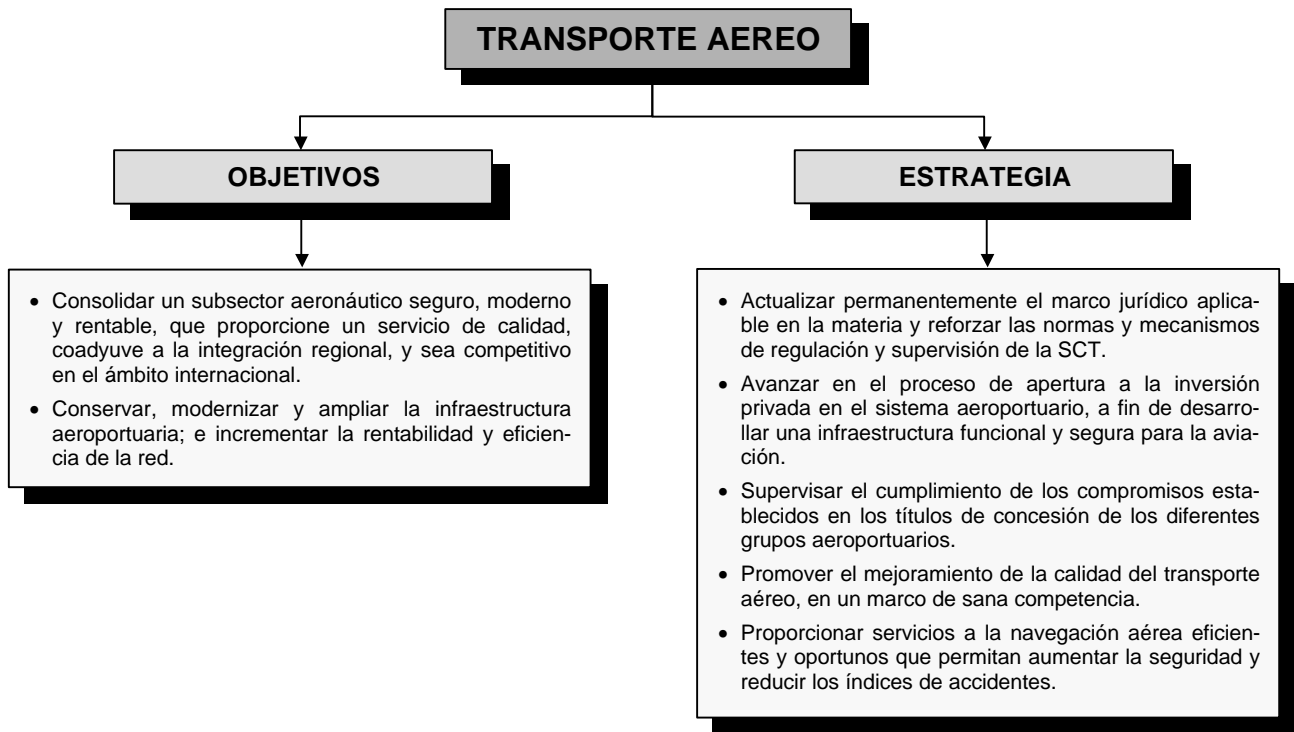 TRANSPORTE AEREO
OBJETIVOS
• Consolidar un subsector aeronáutico seguro, moderno
y rentable, que proporcione un servicio de calidad,
coadyuve a la integración regional, y sea competitivo
en el ámbito internacional.
• Conservar, modernizar y ampliar la infraestructura
aeroportuaria; e incrementar la rentabilidad y eficien-
cia de la red.
ESTRATEGIA
• Actualizar permanentemente el marco jurídico aplica-
ble en la materia y reforzar las normas y mecanismos
de regulación y supervisión de la SCT.
• Avanzar en el proceso de apertura a la inversión
privada en el sistema aeroportuario, a fin de desarro-
llar una infraestructura funcional y segura para la avia-
ción.
• Supervisar el cumplimiento de los compromisos esta-
blecidos en los títulos de concesión de los diferentes
grupos aeroportuarios.
• Promover el mejoramiento de la calidad del transporte
aéreo, en un marco de sana competencia.
• Proporcionar servicios a la navegación aérea eficien-
tes y oportunos que permitan aumentar la seguridad y
reducir los índices de accidentes.